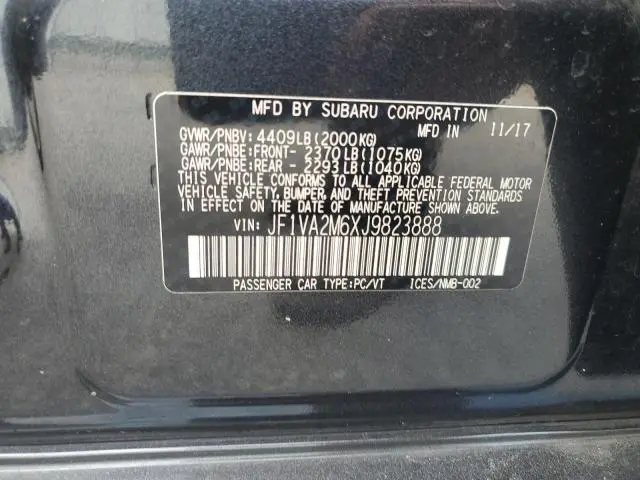 MFD BY SUBARU CORPORATION
GVWR/PNBV: 4409LB(2000KG) MFD IN 11/17
GAWR/PNBE:FRONT- 2370LB(1075KG)
GAWR/PNBE:REAR - 2293LB(1040KG)
THIS VEHICLE CONFORMS TO ALL APPLICABLE FEDERAL MOTOR
VEHICLE SAFETY, BUMPER, AND THEFT PREVENTION STANDARDS
IN EFFECT ON THE DATE OF MANUFACTURE SHOWN ABOVE.
VIN: JF1VA2M6XJ9823888
PASSENGER CAR TYPE:PC/VT ICES/NMB-002